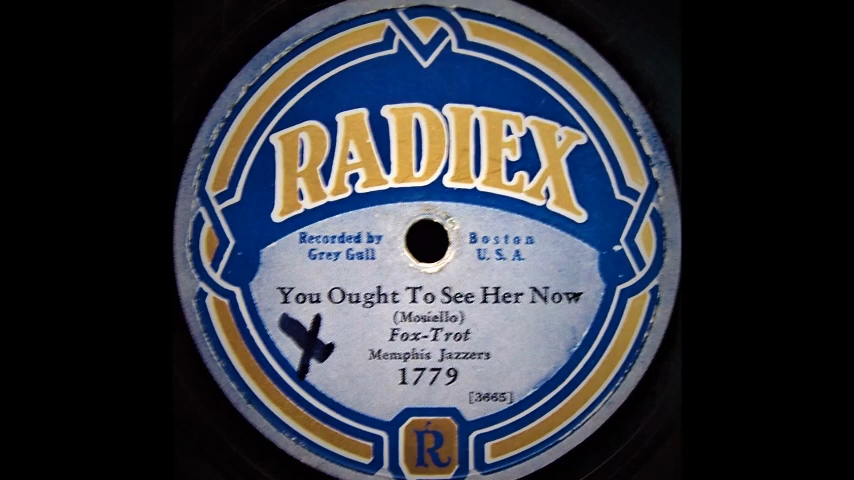 RADIEX
Recorded by Boston
Grey Gull U. S. A.
You Ought To See Her Now
(Mosiello)
Fox-Trot
Memphis Jazzers
1779
[3665]
X
R